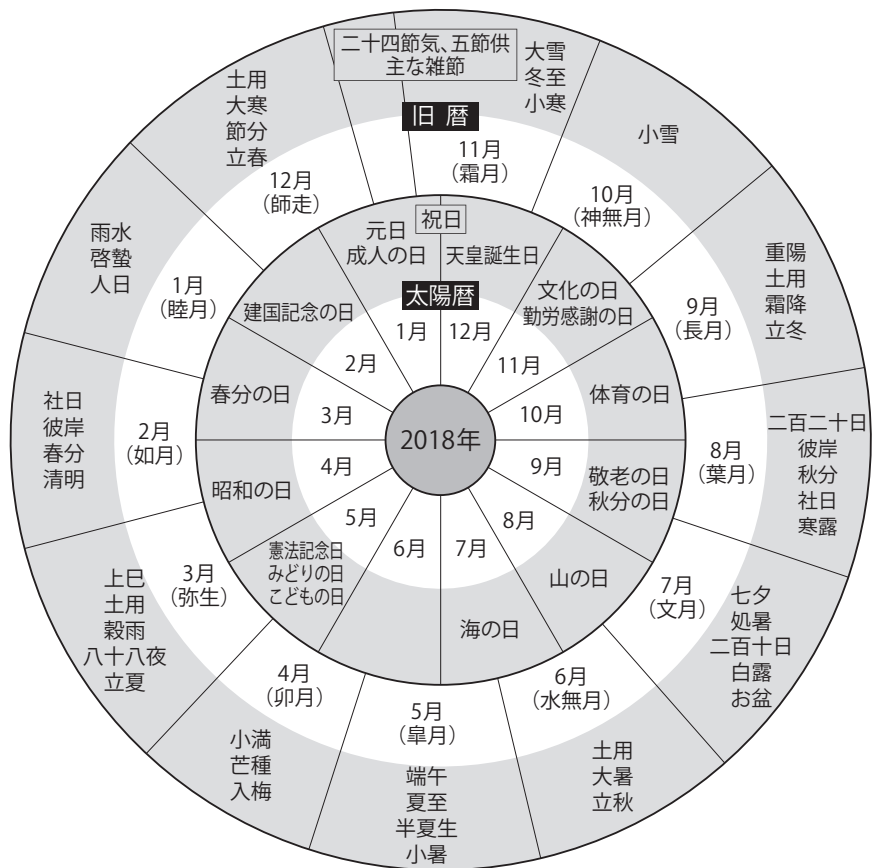 二十四節気、五節供
主な雑節
旧暦
大雪
冬至
小寒
11月
(霜月)
小雪
10月
(神無月)
重陽
土用
霜降
立冬
9月
(長月)
二百二十日
彼岸
秋分
社日
寒露
8月
(葉月)
七夕
処暑
二百十日
白露
お盆
7月
(文月)
土用
大暑
立秋
6月
(水無月)
端午
夏至
半夏生
小暑
5月
(皐月)
小満
芒種
入梅
4月
(卯月)
上巳
土用
穀雨
八十八夜
立夏
3月
(弥生)
社日
彼岸
春分
清明
2月
(如月)
雨水
啓蟄
人日
1月
(睦月)
土用
大寒
節分
立春
12月
(師走)
祝日
太陽暦
元日
成人の日
1月
建国記念の日
2月
春分の日
3月
昭和の日
4月
憲法記念日
みどりの日
こどもの日
5月
6月
海の日
7月
山の日
8月
敬老の日
秋分の日
9月
体育の日
10月
文化の日
勤労感謝の日
11月
天皇誕生日
12月
2018年